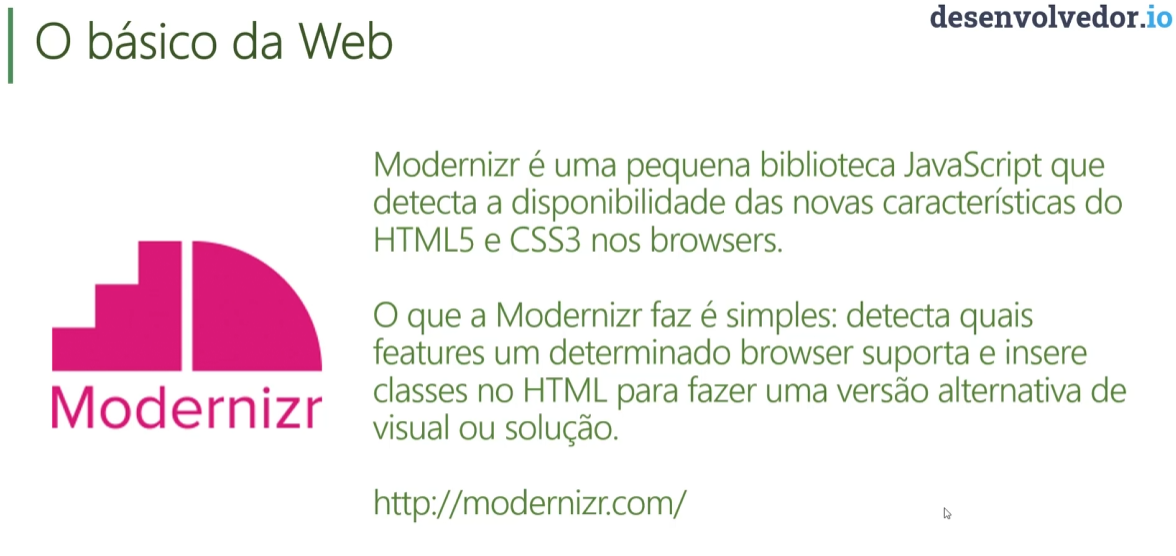 O básico da Web
desenvolvedor.io
Modernizr é uma pequena biblioteca JavaScript que
detecta a disponibilidade das novas características do
HTML5 e CSS3 nos browsers.
O que a Modernizr faz é simples: detecta quais
features um determinado browser suporta e insere
classes no HTML para fazer uma versão alternativa de
visual ou solução.
http://modernizr.com/
Modernizr